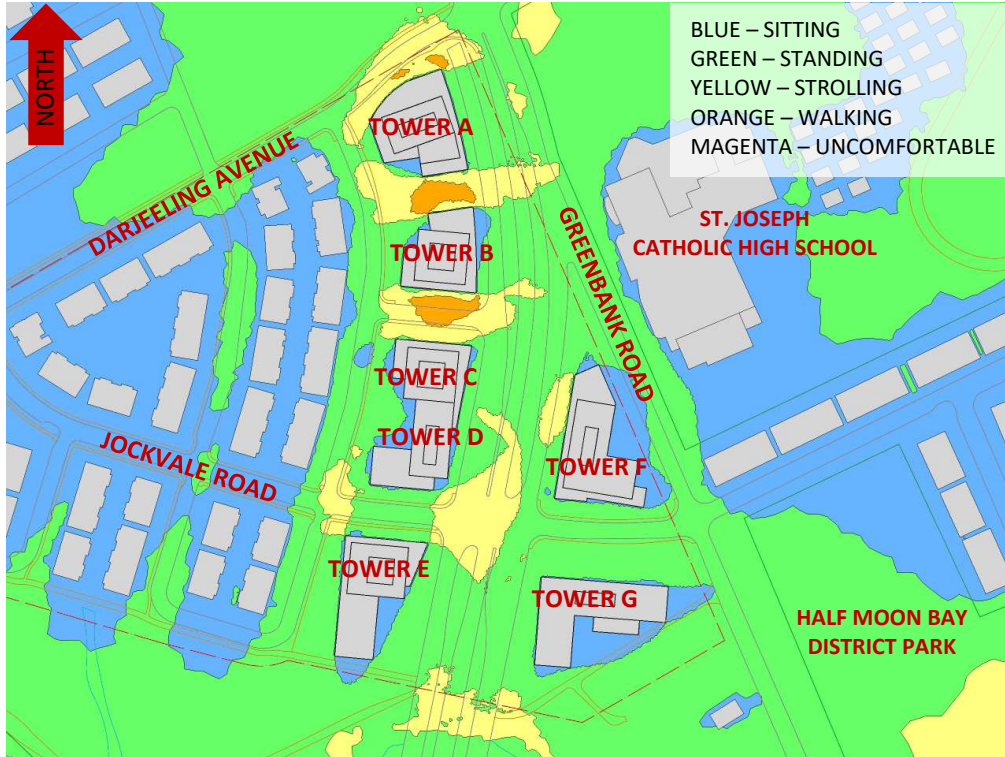 NORTH
BLUE – SITTING
GREEN – STANDING
YELLOW – STROLLING
ORANGE – WALKING
MAGENTA – UNCOMFORTABLE
TOWER A
DARJEELING AVENUE
TOWER B
GREENBANK ROAD
ST. JOSEPH
CATHOLIC HIGH SCHOOL
TOWER C
TOWER D
JOCKVALE ROAD
TOWER F
TOWER E
TOWER G
HALF MOON BAY
DISTRICT PARK